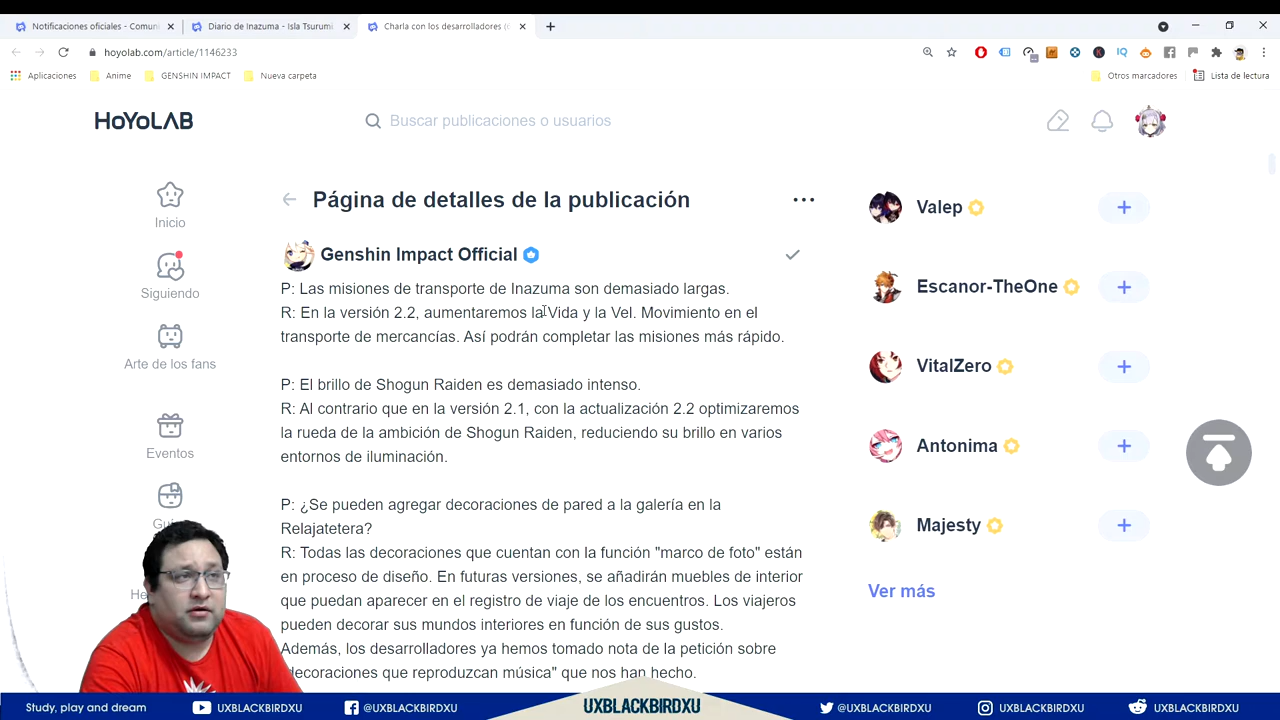 Notificaciones oficiales - Comuni
Diario de Inazuma - Isla Tsurumi
Charla con los desarrolladores (
hoyolab.com/article/1146233
Aplicaciones
Anime
GENSHIN IMPACT
Nueva carpeta
Otros marcadores
Lista de lectura
HoYoLAB
Buscar publicaciones o usuarios
Inicio
Siguiendo
Arte de los fans
Eventos
Página de detalles de la publicación
Genshin Impact Official
P: Las misiones de transporte de Inazuma son demasiado largas.
R: En la versión 2.2, aumentaremos la Vida y la Vel. Movimiento en el
transporte de mercancías. Así podrán completar las misiones más rápido.
P: El brillo de Shogun Raiden es demasiado intenso.
R: Al contrario que en la versión 2.1, con la actualización 2.2 optimizaremos
la rueda de la ambición de Shogun Raiden, reduciendo su brillo en varios
entornos de iluminación.
P: ¿Se pueden agregar decoraciones de pared a la galería en la
Relajatetera?
R: Todas las decoraciones que cuentan con la función "marco de foto" están
en proceso de diseño. En futuras versiones, se añadirán muebles de interior
que puedan aparecer en el registro de viaje de los encuentros. Los viajeros
pueden decorar sus mundos interiores en función de sus gustos.
Además, los desarrolladores ya hemos tomado nota de la petición sobre
decoraciones que reproduzcan música" que nos han hecho.
Valep
Escanor-TheOne
VitalZero
Antonima
Majesty
Ver más
Study, play and dream
UXBLACKBIRDXU
@UXBLACKBIRDXU
UXBLACKBIRDXU
@UXBLACKBIRDXU
UXBLACKBIRDXU
UXBLACKBIRDXU